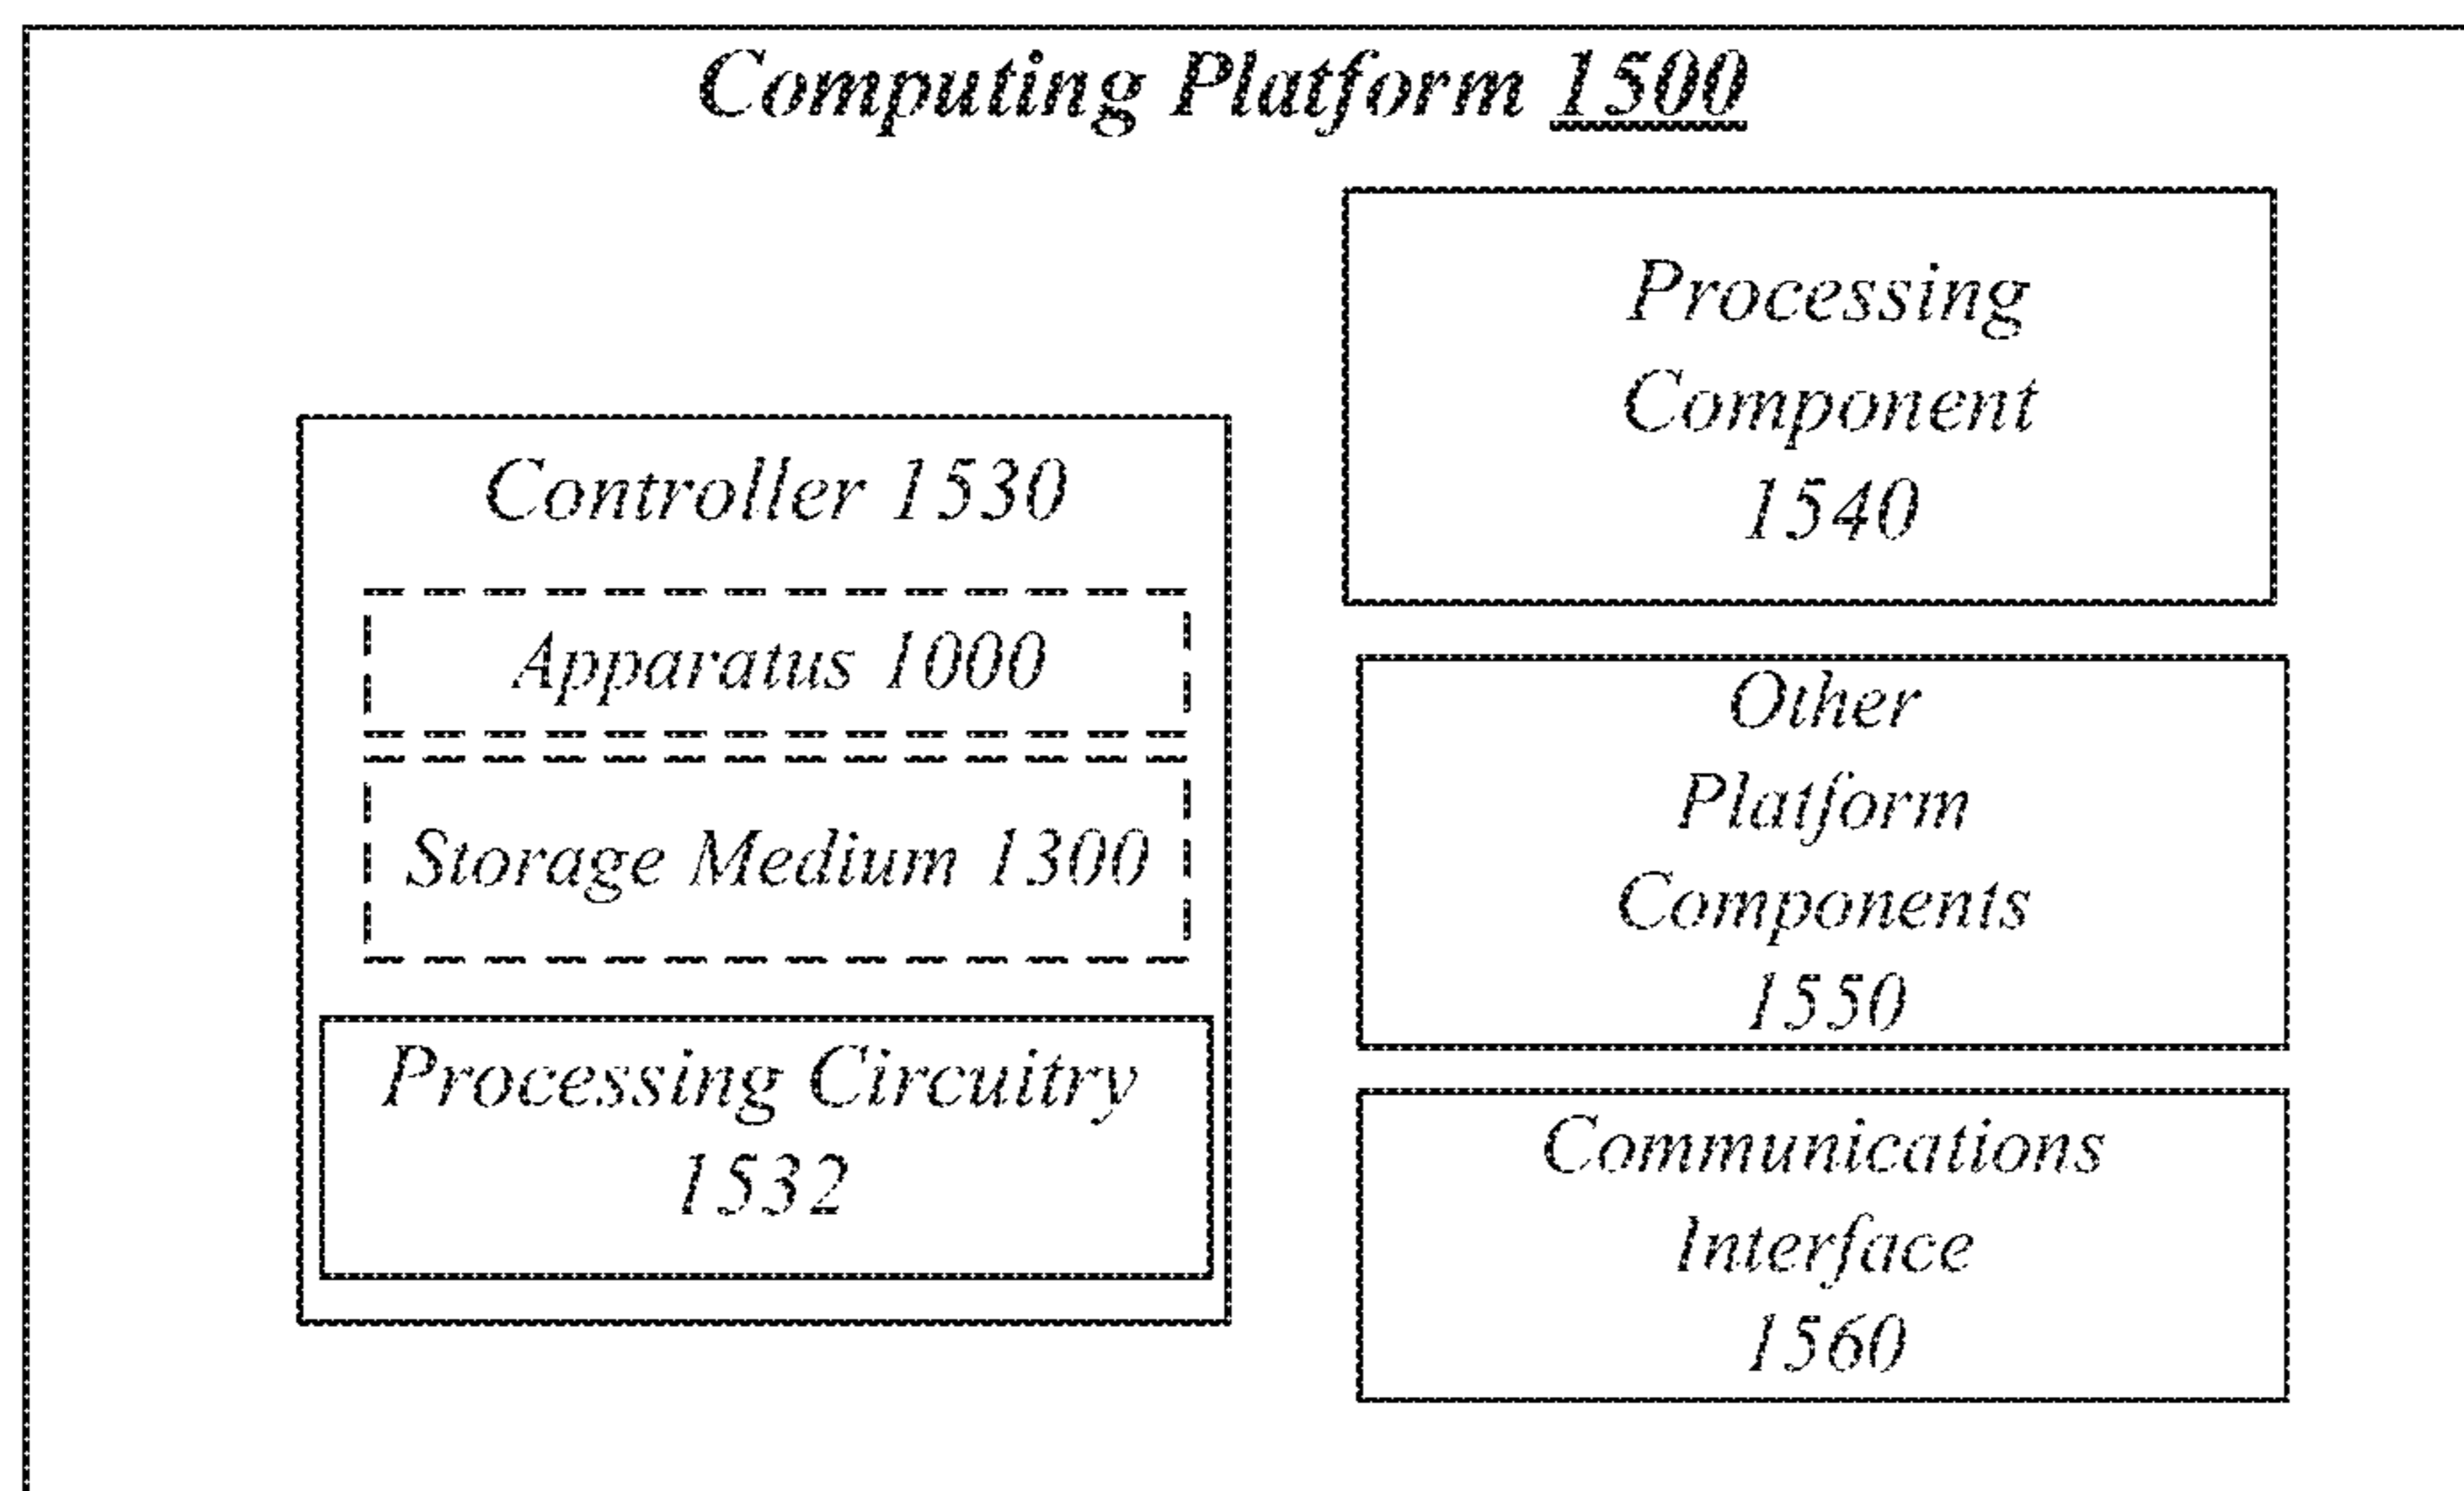 Computing Platform 1500
Controller 1530
Apparatus 1000
Storage Medium 1300
Processing Circuitry
1532
Processing
Component
1540
Other
Platform
Components
1550
Communications
Interface
1560